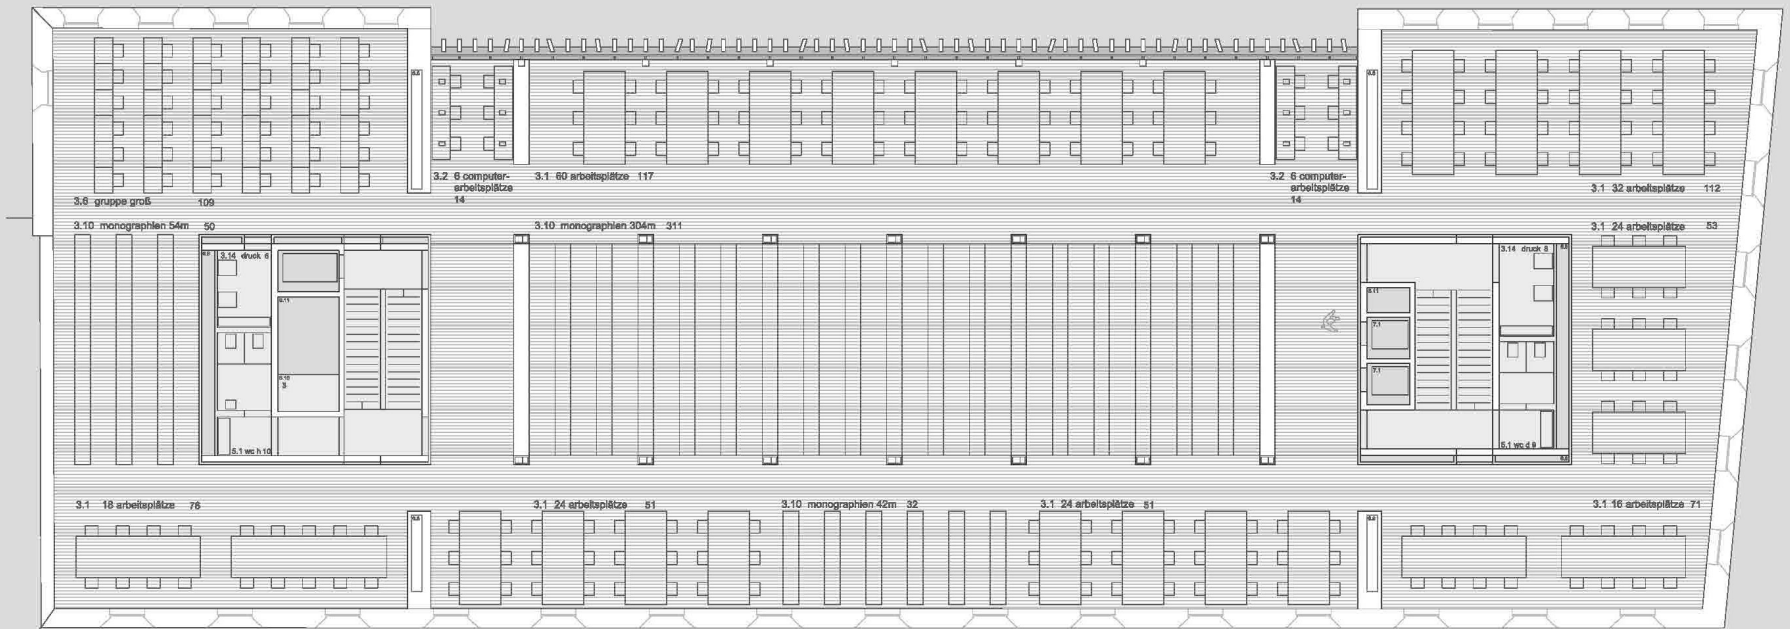 3.2 6 computer-
arbeitsplätze
14
3.1 60 arbeitsplätze 117
3.2 6 computer-
arbeitsplätze
14
3.1 32 arbeitsplätze 112
3.6 gruppe groß 109
3.10 monographien 54m 50
3.10 monographien 304m 311
3.1 24 arbeitsplätze 53
3.14 druck 6
3.14 druck 8
7.1
7.1
5.1 wc h 10
5.1 wc d 9
3.1 18 arbeitsplätze 76
3.1 24 arbeitsplätze 51
3.10 monographien 42m 32
3.1 24 arbeitsplätze 51
3.1 16 arbeitsplätze 71